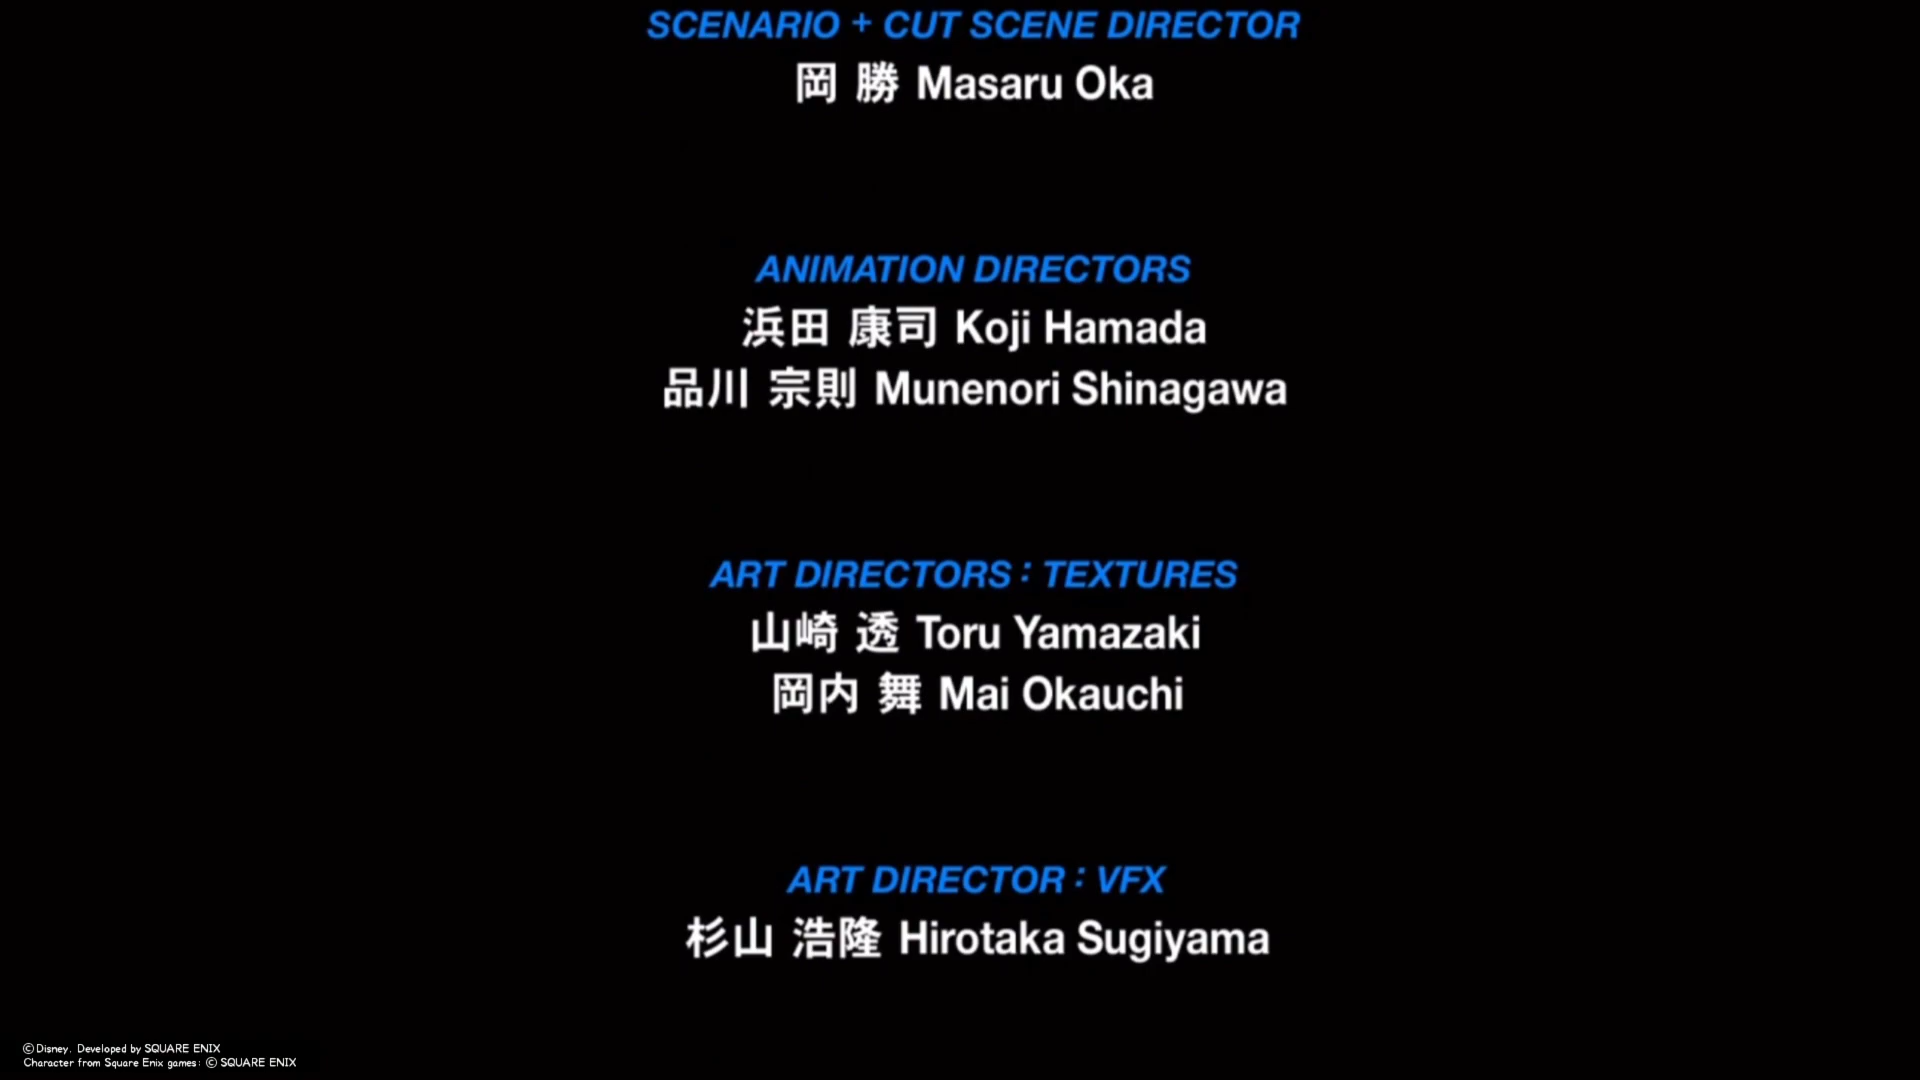 SCENARIO + CUT SCENE DIRECTOR
岡 勝 Masaru Oka
ANIMATION DIRECTORS
浜田 康司 Koji Hamada
品川 宗則 Munenori Shinagawa
ART DIRECTORS : TEXTURES
山崎 透 Toru Yamazaki
岡内 舞 Mai Okauchi
ART DIRECTOR : VFX
杉山 浩隆 Hirotaka Sugiyama
© Disney. Developed by SQUARE ENIX
Character from Square Enix games: © SQUARE ENIX